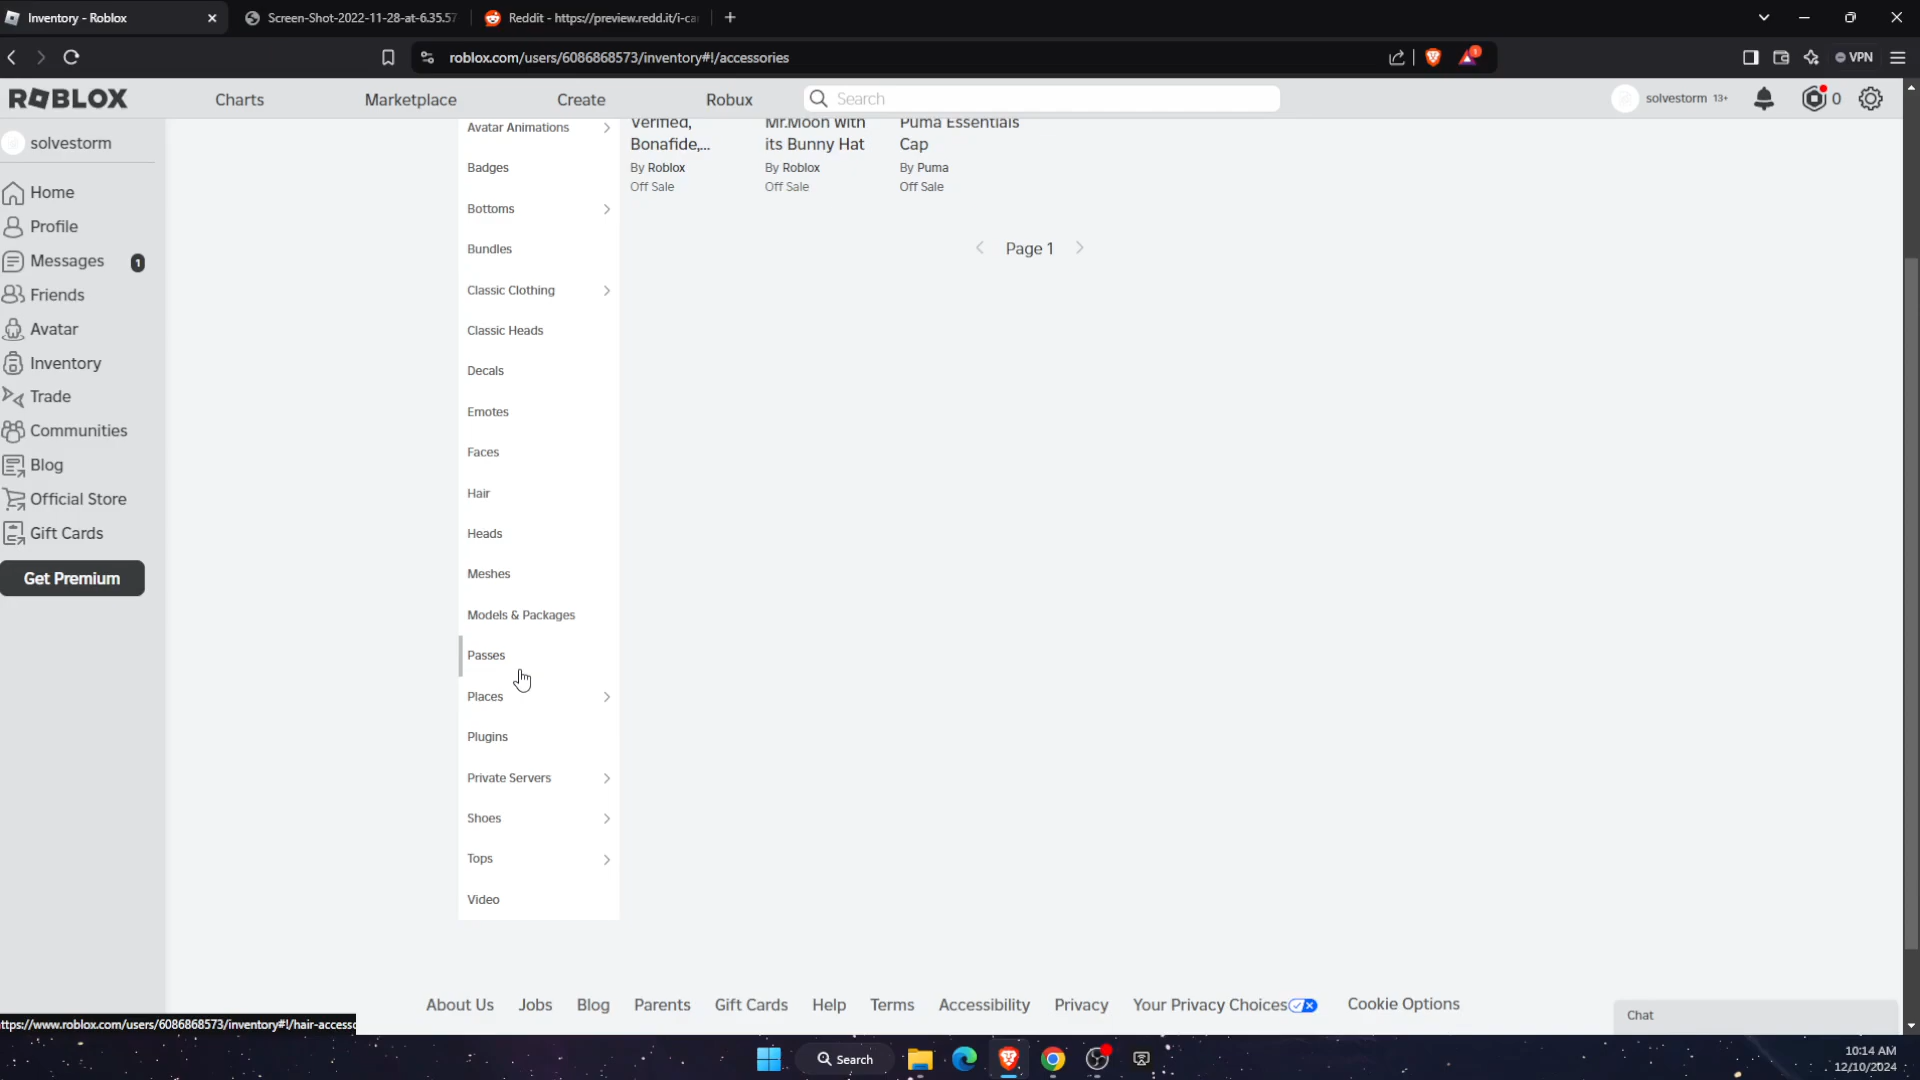 Inventory - Roblox
Screen-Shot-2022-11-28-at-6.35.57
Reddit - https://preview.redd.it/i-ca
roblox.com/users/6086868573/inventory#!/accessories
1
VPN
ROBLOX
Charts
Marketplace
Create
Robux
Search
solvestorm 13+
0
solvestorm
Home
Profile
Messages 1
Friends
Avatar
Inventory
Trade
Communities
Blog
Official Store
Gift Cards
Get Premium
Avatar Animations
Badges
Bottoms
Bundles
Classic Clothing
Classic Heads
Decals
Emotes
Faces
Hair
Heads
Meshes
Models & Packages
Passes
Places
Plugins
Private Servers
Shoes
Tops
Video
Verified,
Bonafide,...
By Roblox
Off Sale
Mr.Moon with
its Bunny Hat
By Roblox
Off Sale
Puma Essentials
Cap
By Puma
Off Sale
Page 1
About Us Jobs Blog Parents Gift Cards Help Terms Accessibility Privacy Your Privacy Choices Cookie Options
Chat
ttps://www.roblox.com/users/6086868573/inventory#!/hair-accesso
Search
10:14 AM
12/10/2024